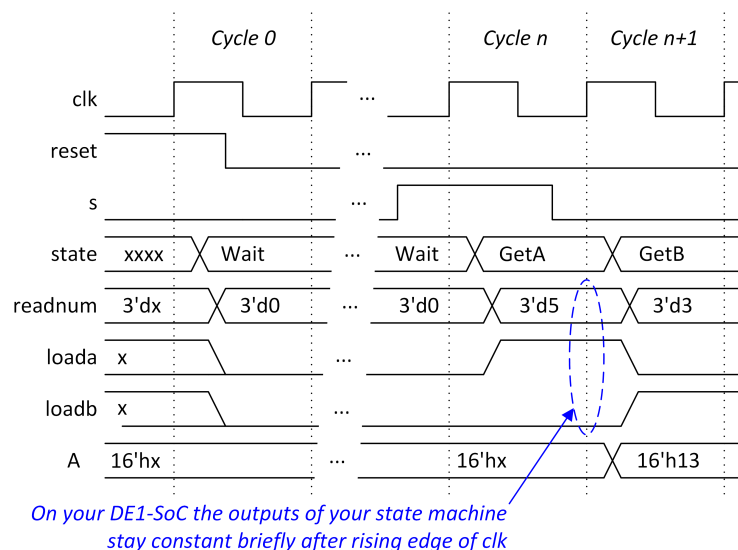 Cycle 0 Cycle n Cycle n+1
clk ...
reset ...
s ...
state xxxx Wait ... Wait GetA GetB
readnum 3'dx 3'd0 ... 3'd0 3'd5 3'd3
loada x ...
loadb x ...
A 16'hx ... 16'hx 16'h13
On your DE1-SoC the outputs of your state machine
stay constant briefly after rising edge of clk